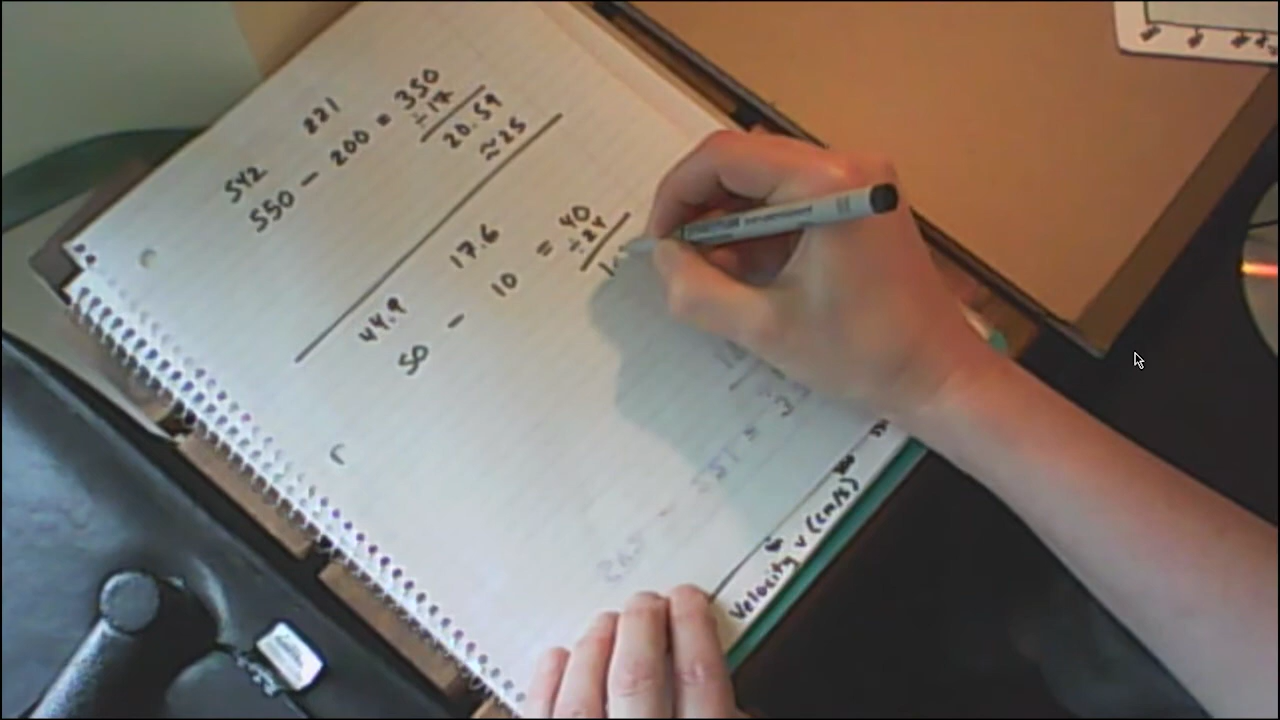 542 221
550 - 200 = 350
÷17
20.59
≈25
44.9 17.6
50 - 10 = 40
÷24
Velocity v (cm/s)